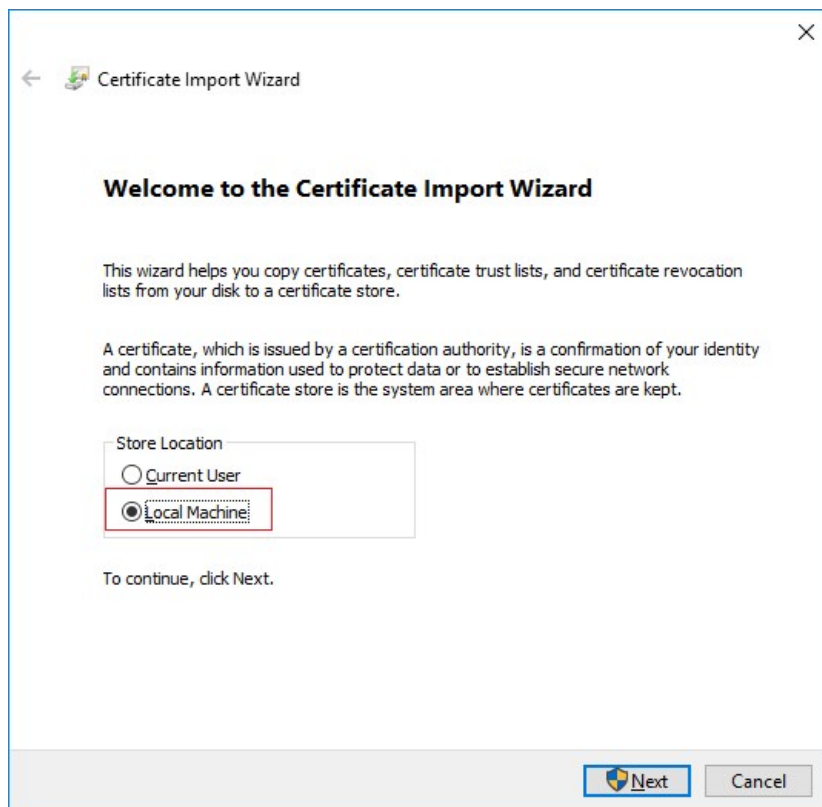 Certificate Import Wizard
Welcome to the Certificate Import Wizard
This wizard helps you copy certificates, certificate trust lists, and certificate revocation
lists from your disk to a certificate store.
A certificate, which is issued by a certification authority, is a confirmation of your identity
and contains information used to protect data or to establish secure network
connections. A certificate store is the system area where certificates are kept.
Store Location
Current User
Local Machine
To continue, click Next.
Next Cancel